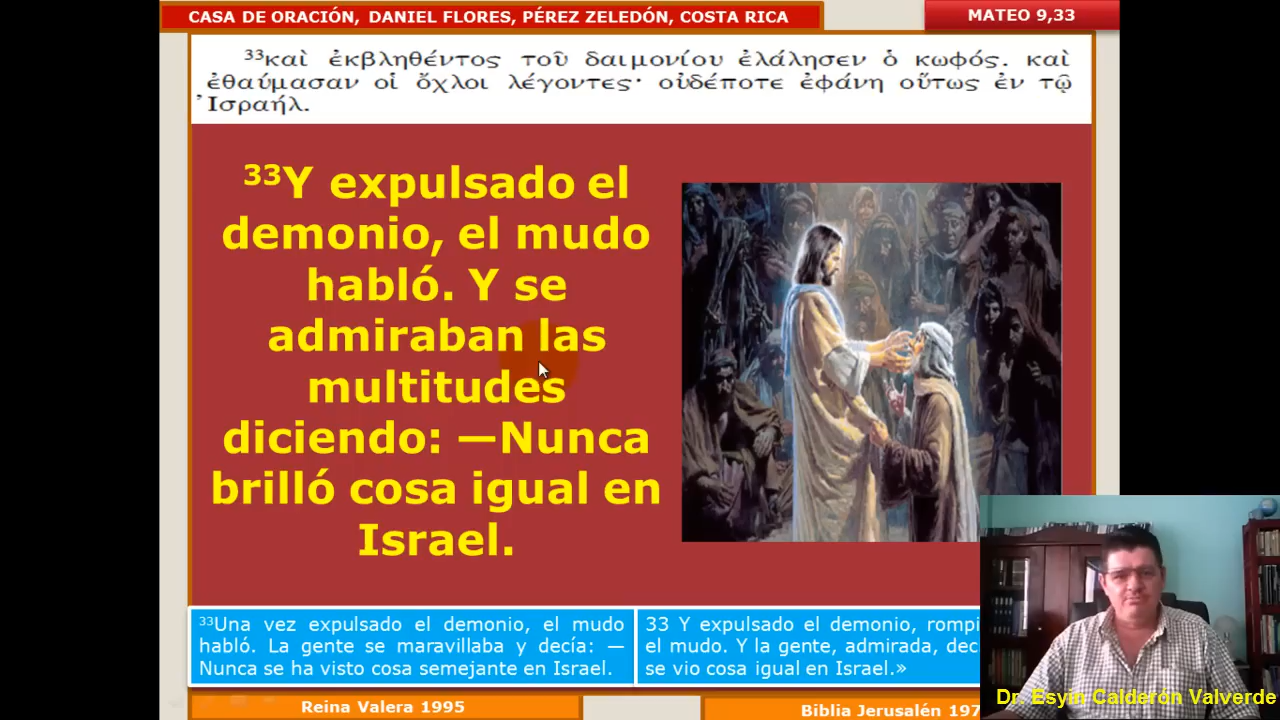 CASA DE ORACIÓN, DANIEL FLORES, PÉREZ ZELEDÓN, COSTA RICA
MATEO 9,33
³³καὶ ἐκβληθέντος τοῦ δαιμονίου ἐλάλησεν ὁ κωφός. καὶ
ἐθαύμασαν οἱ ὄχλοι λέγοντες· οὐδέποτε ἐφάνη οὕτως ἐν τῷ
Ἰσραήλ.
³³Y expulsado el
demonio, el mudo
habló. Y se
admiraban las
multitudes
diciendo: —Nunca
brilló cosa igual en
Israel.
³³Una vez expulsado el demonio, el mudo
habló. La gente se maravillaba y decía: —
Nunca se ha visto cosa semejante en Israel.
33 Y expulsado el demonio,
el mudo. Y la gente, admirada,
se vio cosa igual en Israel.»
Reina Valera 1995
Biblia Jerusalén
Dr. Esyin Calderón Valverde